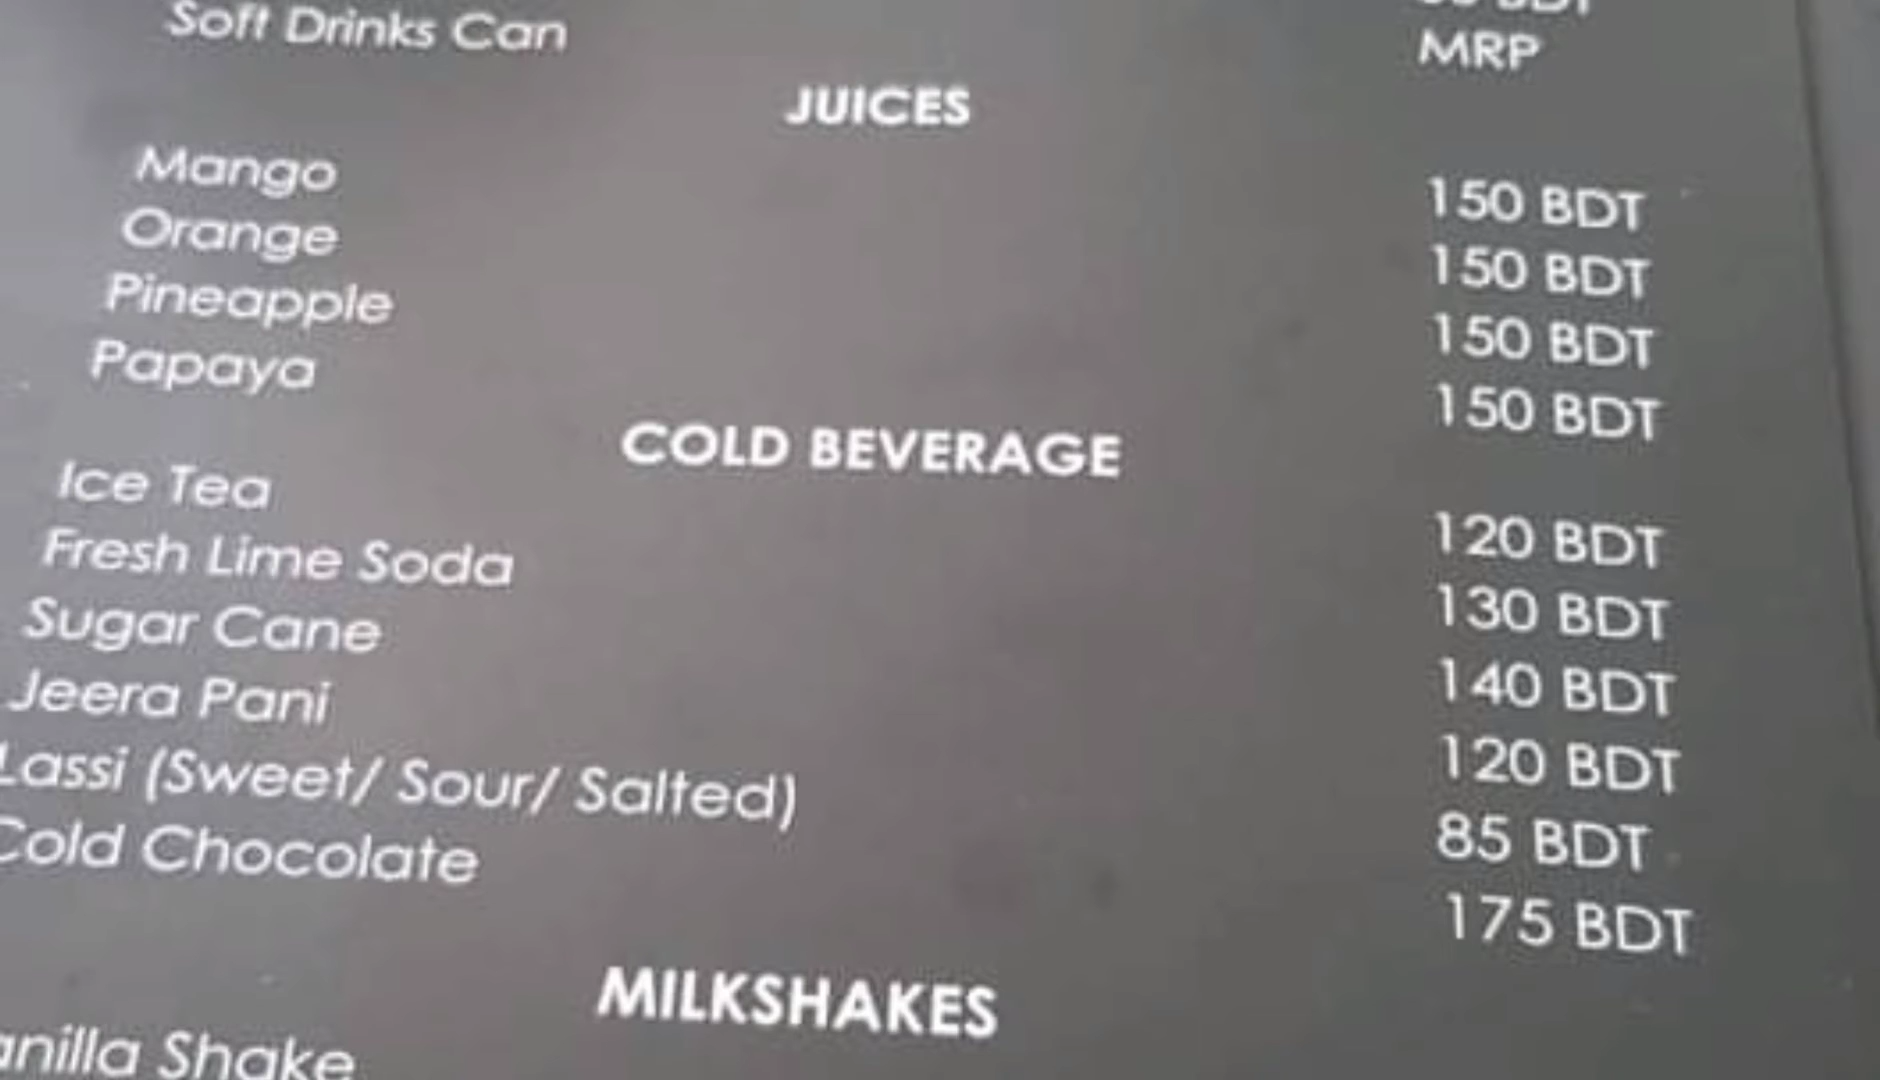 Soft Drinks Can MRP
JUICES
Mango 150 BDT
Orange 150 BDT
Pineapple 150 BDT
Papaya 150 BDT
COLD BEVERAGE
Ice Tea 120 BDT
Fresh Lime Soda 130 BDT
Sugar Cane 140 BDT
Jeera Pani 120 BDT
Lassi (Sweet/ Sour/ Salted) 85 BDT
Cold Chocolate 175 BDT
MILKSHAKES
anilla Shake